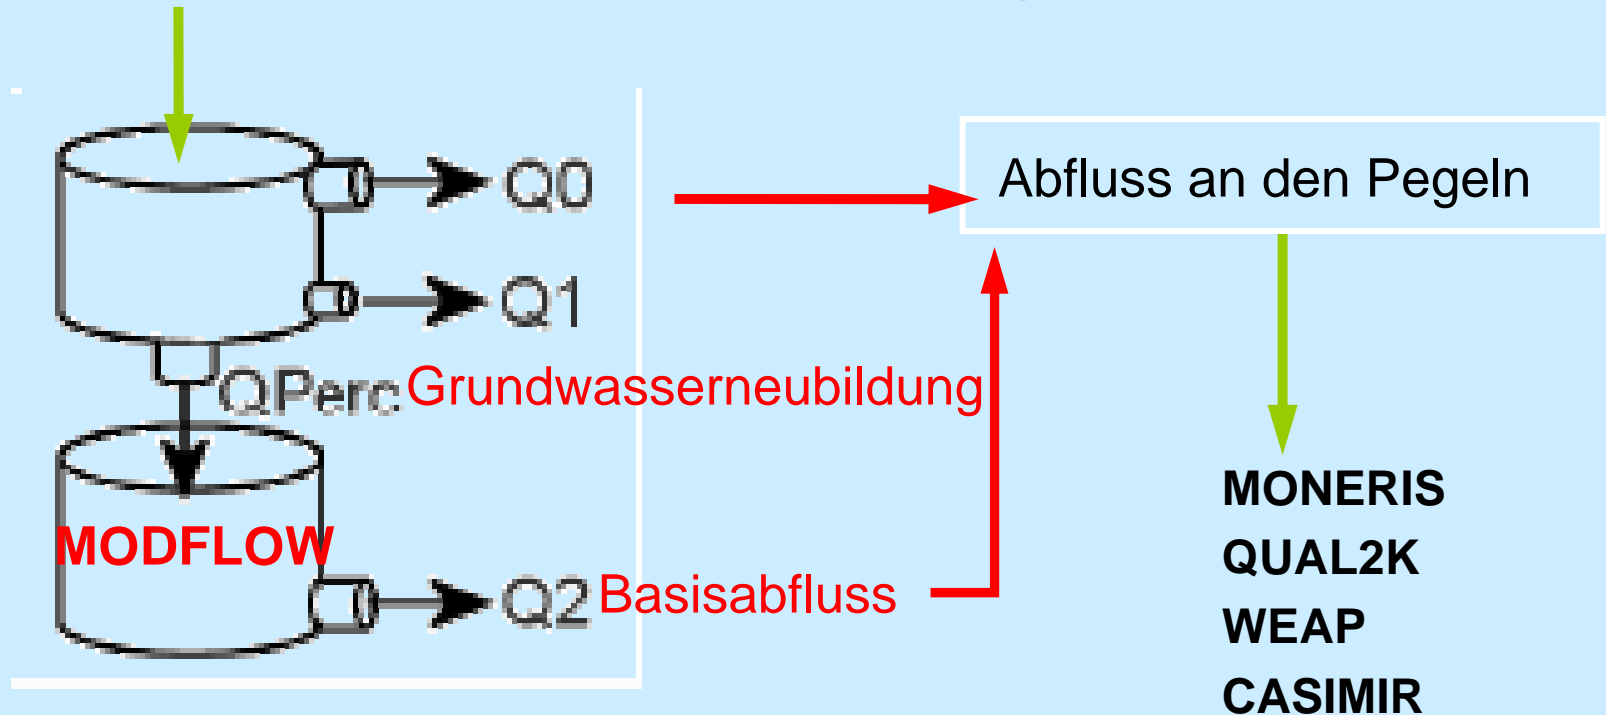 Q0
Abfluss an den Pegeln
Q1
QPerc Grundwasserneubildung
MODFLOW
Q2 Basisabfluss
MONERIS
QUAL2K
WEAP
CASIMIR